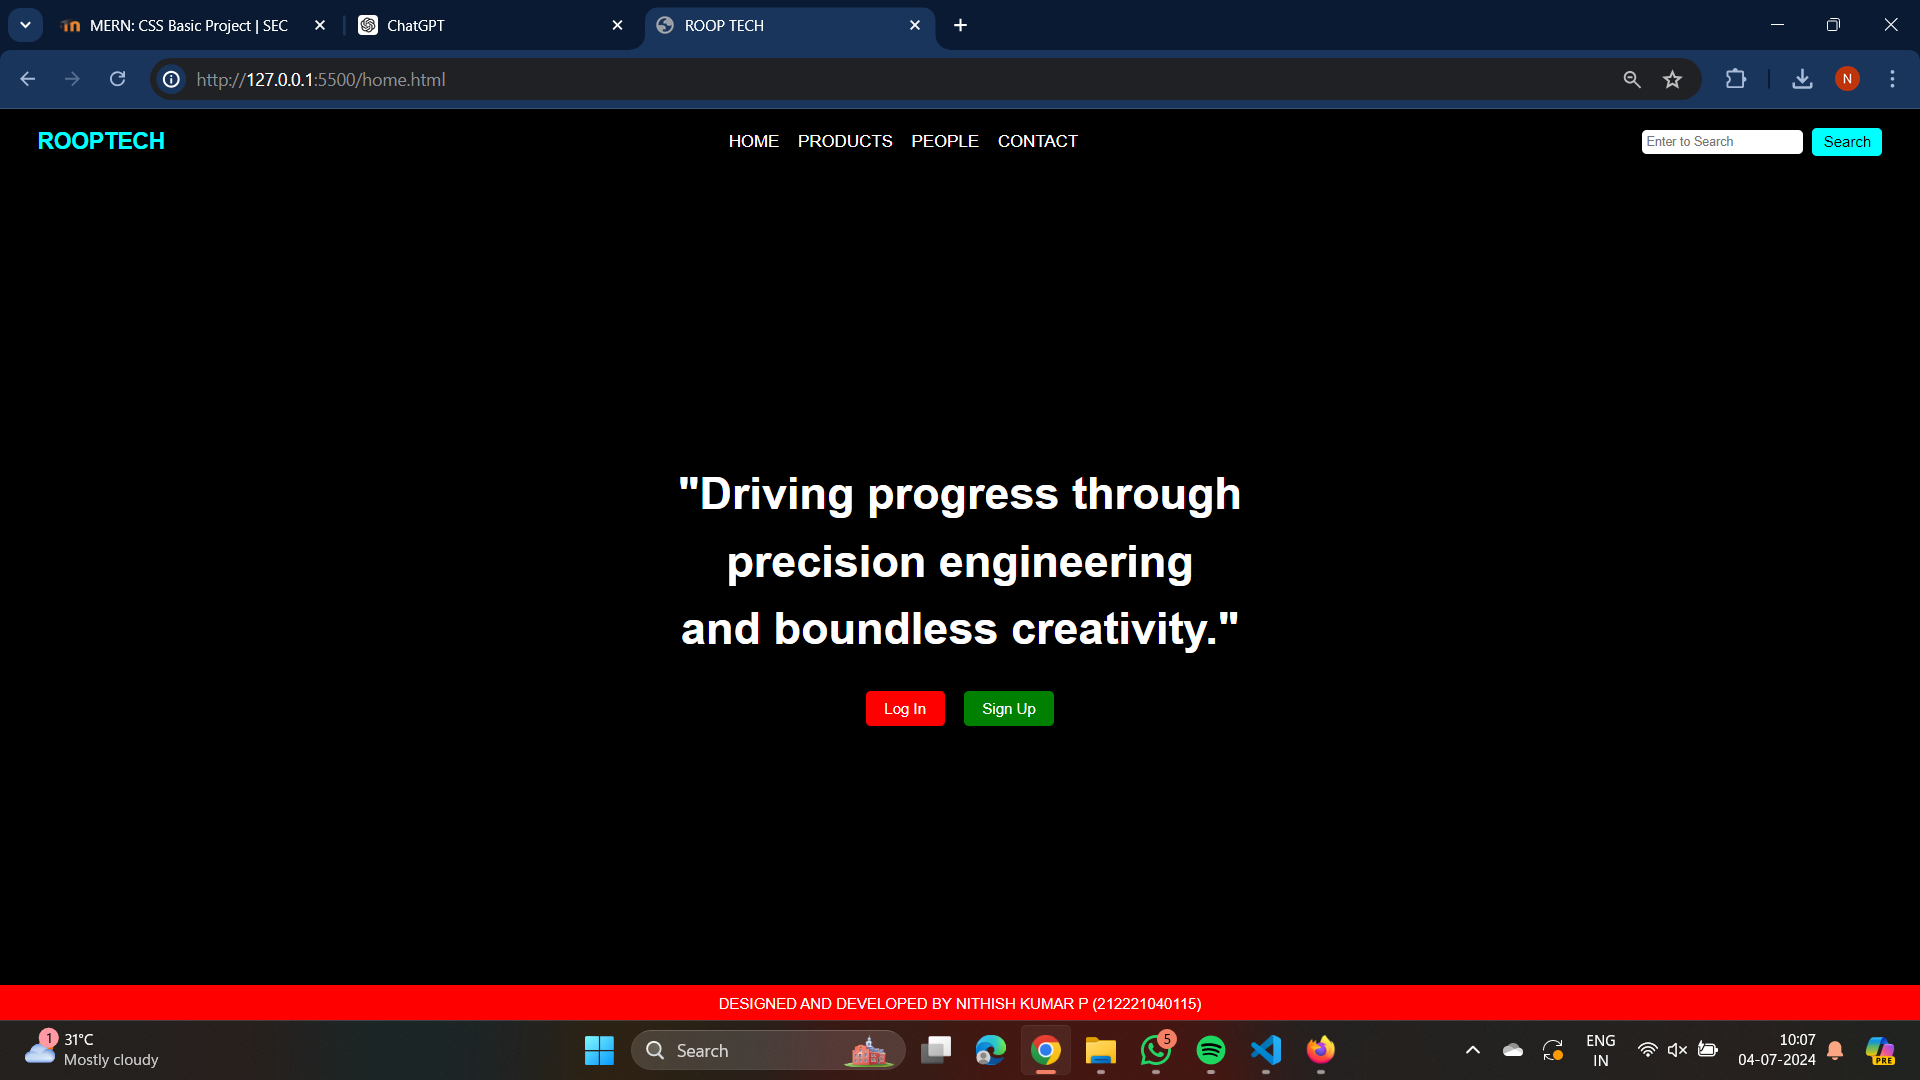 MERN: CSS Basic Project | SEC
ChatGPT
ROOP TECH
http://127.0.0.1:5500/home.html
N
ROOPTECH
HOME PRODUCTS PEOPLE CONTACT
Enter to Search
Search
"Driving progress through
precision engineering
and boundless creativity."
Log In
Sign Up
DESIGNED AND DEVELOPED BY NITHISH KUMAR P (212221040115)
1
31°C
Mostly cloudy
Search
5
ENG
IN
10:07
04-07-2024
PRE